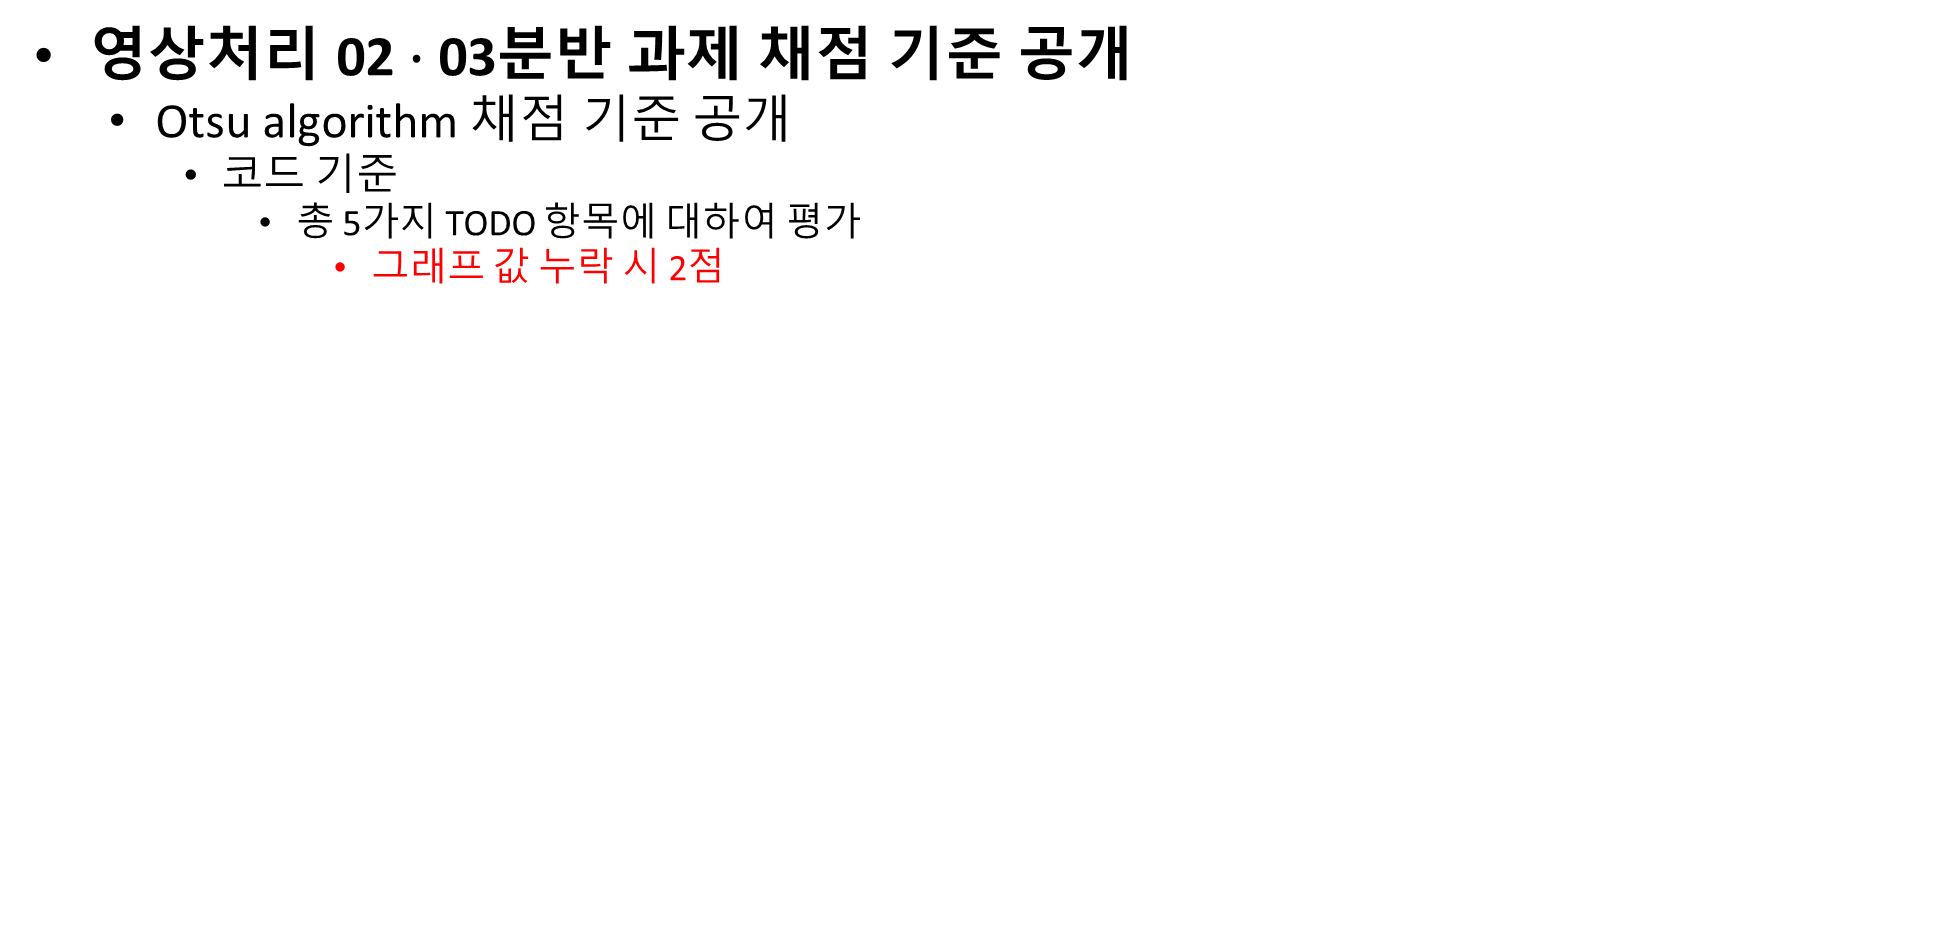 • 영상처리 02 · 03분반 과제 채점 기준 공개
• Otsu algorithm 채점 기준 공개
• 코드 기준
• 총 5가지 TODO 항목에 대하여 평가
• 그래프 값 누락 시 2점